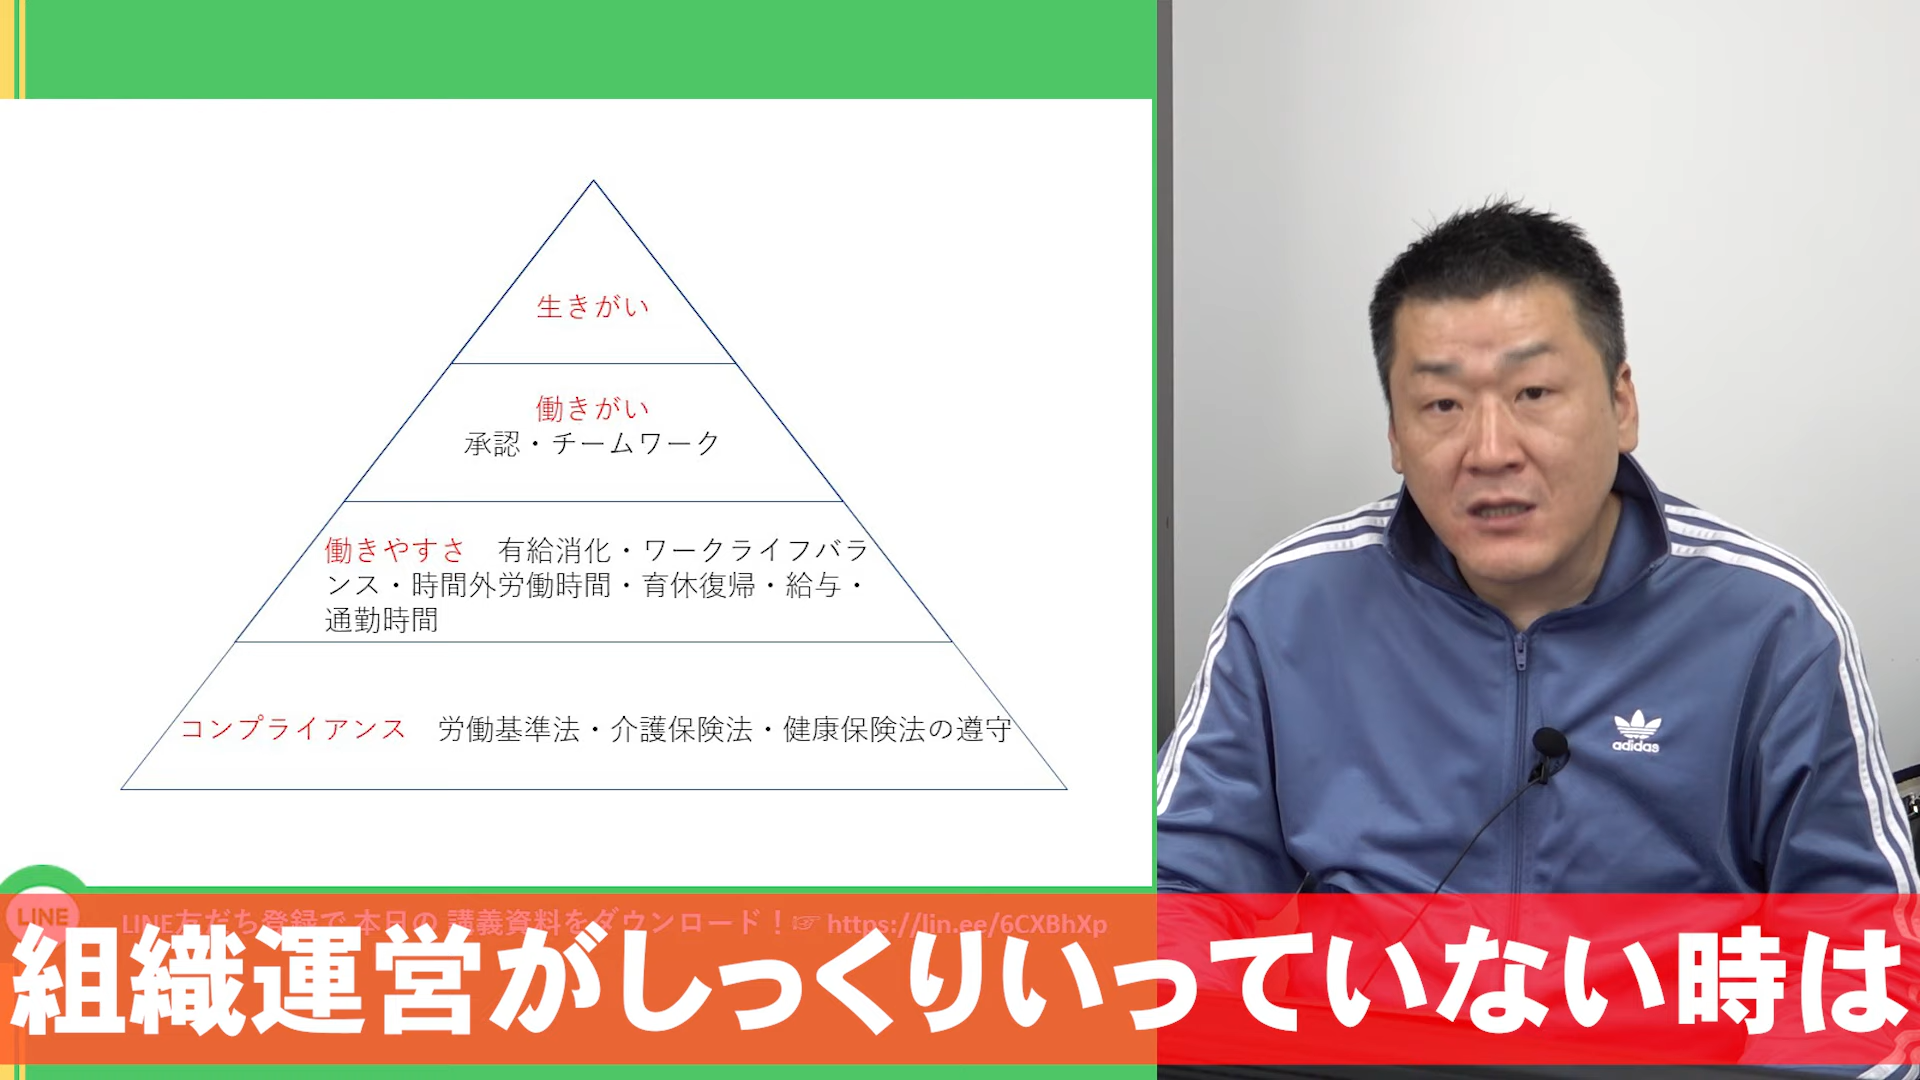 生きがい
働きがい
承認・チームワーク
働きやすさ　有給消化・ワークライフバラ
ンス・時間外労働時間・育休復帰・給与・
通勤時間
コンプライアンス　労働基準法・介護保険法・健康保険法の遵守
adidas
LINE
LINE友だち登録で 本日の 講義資料をダウンロード！☞ https://lin.ee/6CXBhXp
組織運営がしっくりいっていない時は